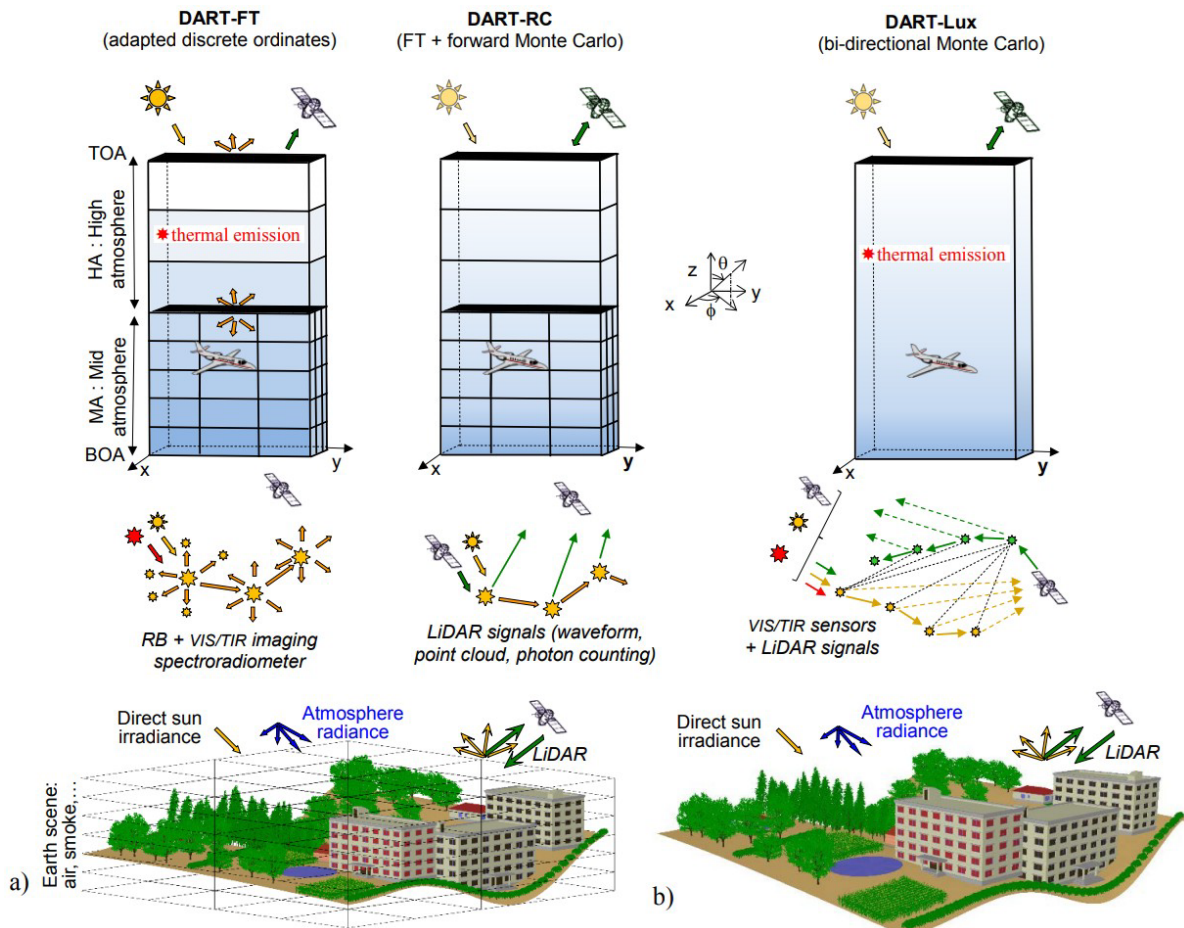 DART-FT
(adapted discrete ordinates)
DART-RC
(FT + forward Monte Carlo)
DART-Lux
(bi-directional Monte Carlo)
TOA
HA : High
atmosphere
thermal emission
MA : Mid
atmosphere
BOA
x
y
x
y
z
θ
x
y
ϕ
thermal emission
x
y
RB + VIS/TIR imaging
spectroradiometer
LiDAR signals (waveform,
point cloud, photon counting)
VIS/TIR sensors
+ LiDAR signals
Direct sun
irradiance
Atmosphere
radiance
LiDAR
Earth scene:
air, smoke,…
a)
Direct sun
irradiance
Atmosphere
radiance
LiDAR
b)